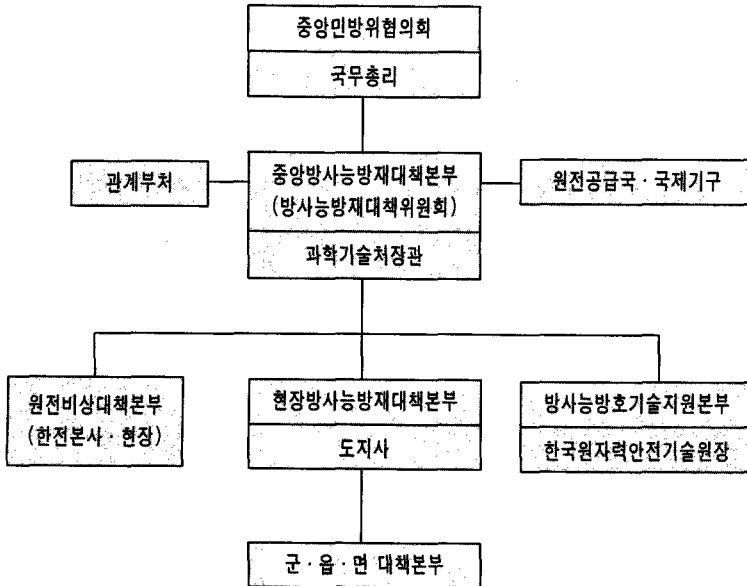 중앙민방위협의회
국무총리
관계부처
중앙방사능방재대책본부
(방사능방재대책위원회)
과학기술처장관
원전공급국 · 국제기구
원전비상대책본부
(한전본사 · 현장)
현장방사능방재대책본부
도지사
방사능방호기술지원본부
한국원자력안전기술원장
군 · 읍 · 면 대책본부